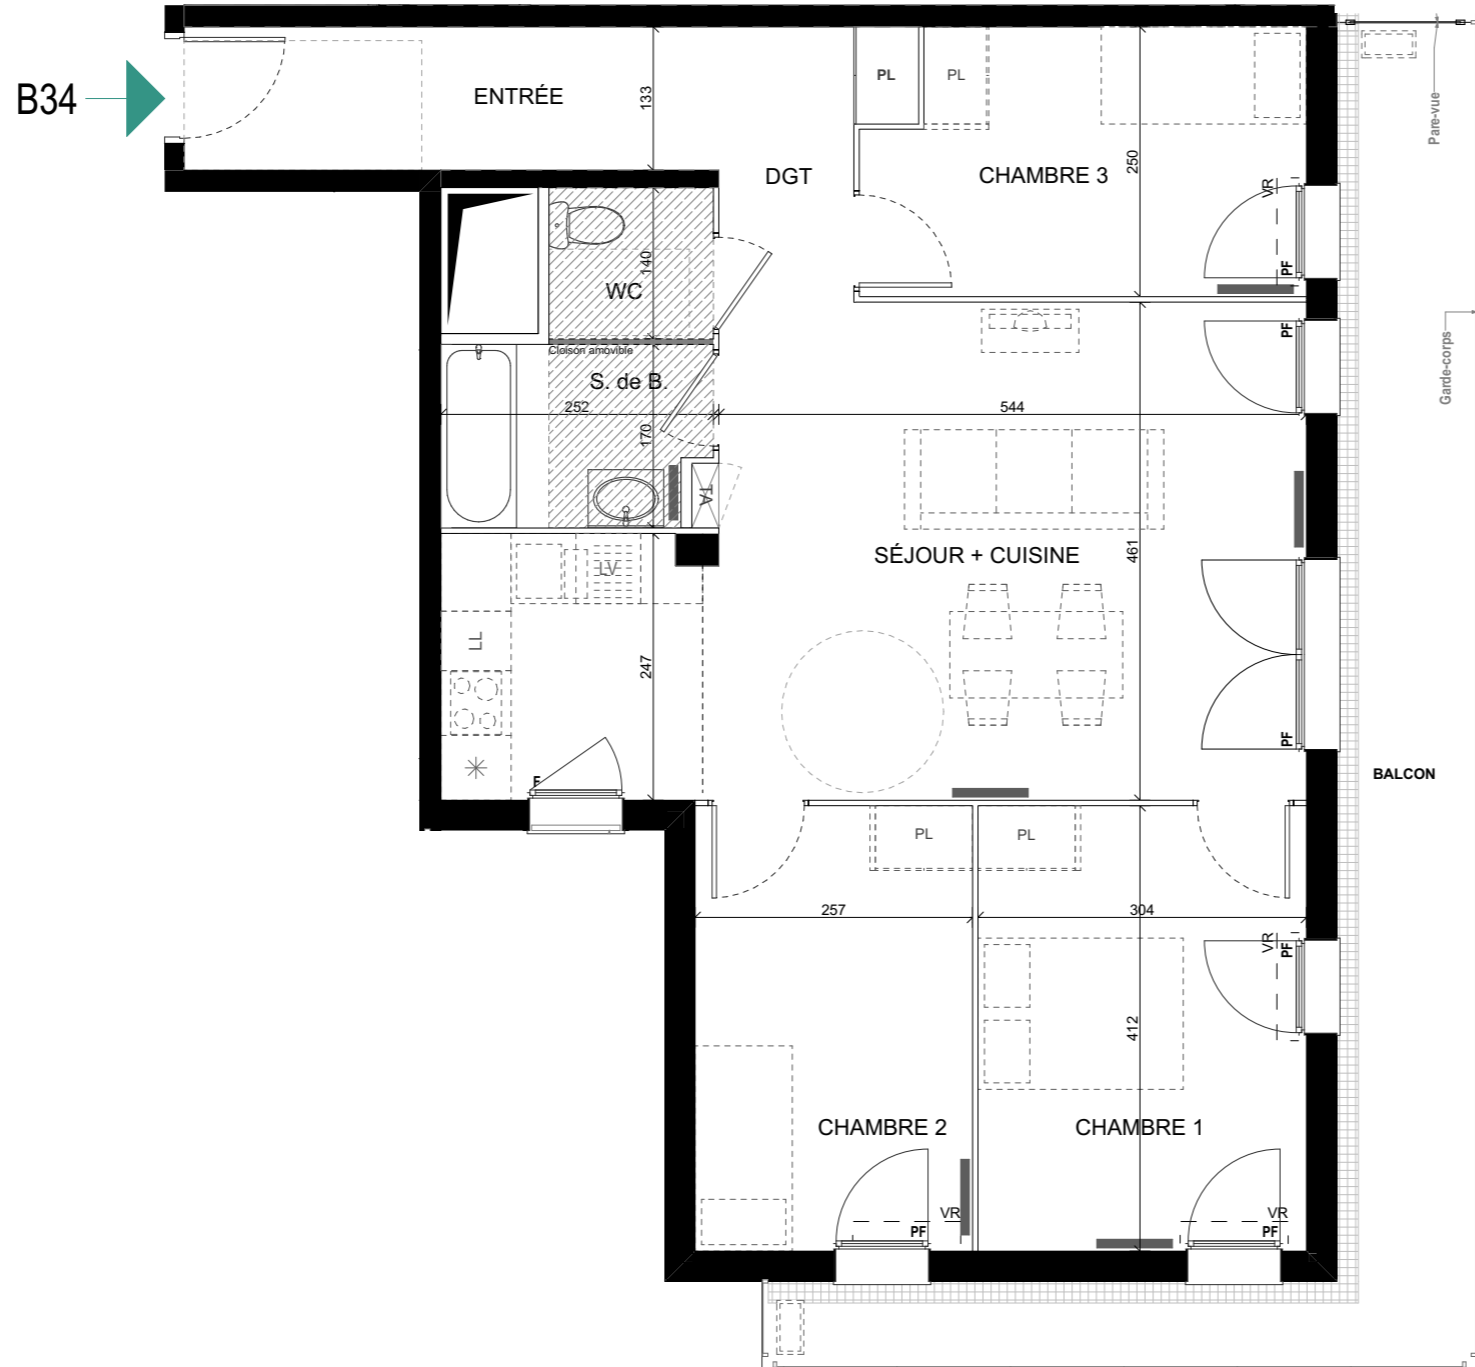 B34
ENTRÉE
133
PL
PL
Pare-vue
DGT
CHAMBRE 3
250
VR
PF
140
WC
Cloison amovible
S. de B.
252
544
PF
Garde-corps
170
TA
SÉJOUR + CUISINE
461
LV
LL
247
PF
F
BALCON
PL
PL
257
304
VR
PF
412
CHAMBRE 2
CHAMBRE 1
VR
PF
VR
PF